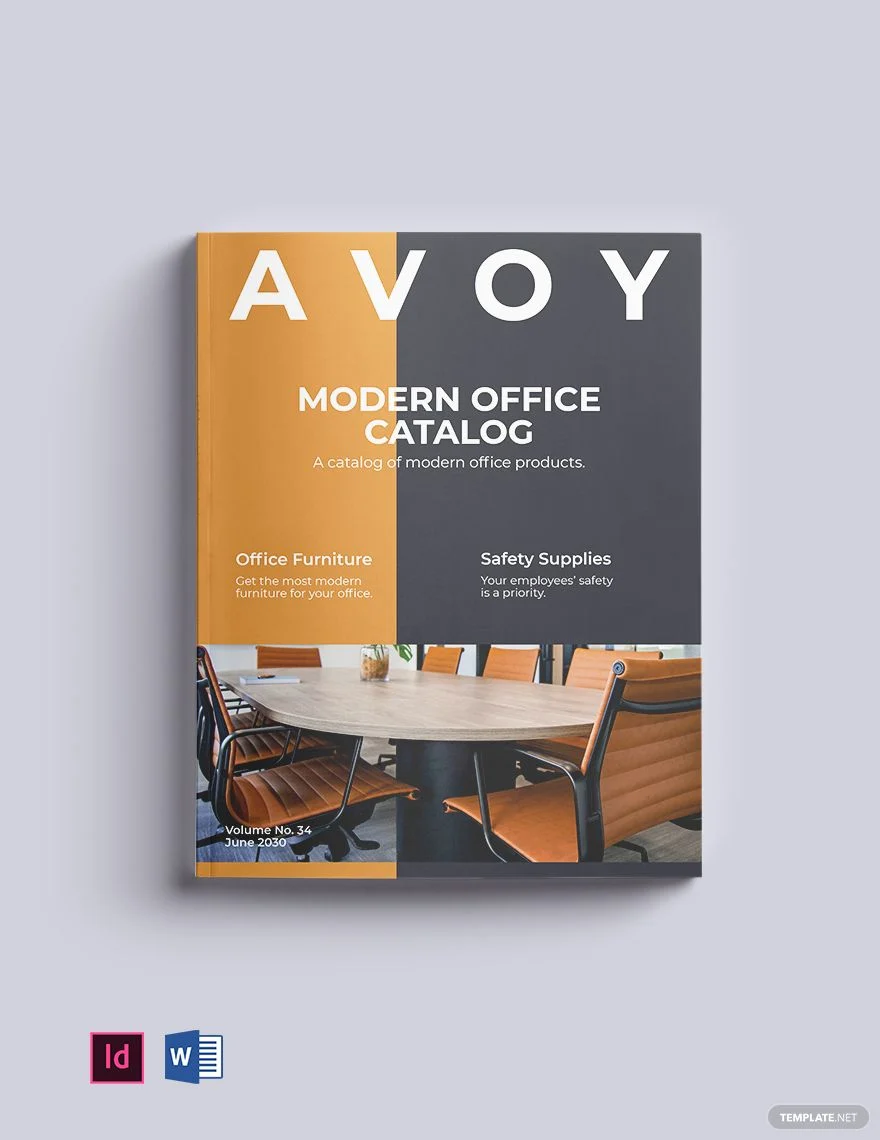 AVOY
MODERN OFFICE
CATALOG
A catalog of modern office products.
Office Furniture
Get the most modern
furniture for your office.
Safety Supplies
Your employees’ safety
is a priority.
Volume No. 34
June 2030
Id
W
TEMPLATE.NET